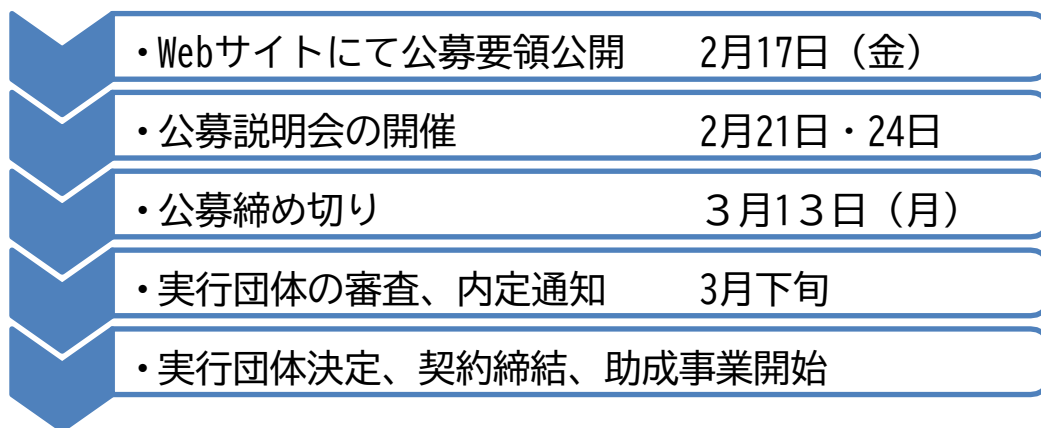 ・Webサイトにて公募要領公開　　2月17日（金）
・公募説明会の開催　　　　　　2月21日・24日
・公募締め切り　　　　　　　　３月1３日（月）
・実行団体の審査、内定通知　　3月下旬
・実行団体決定、契約締結、助成事業開始